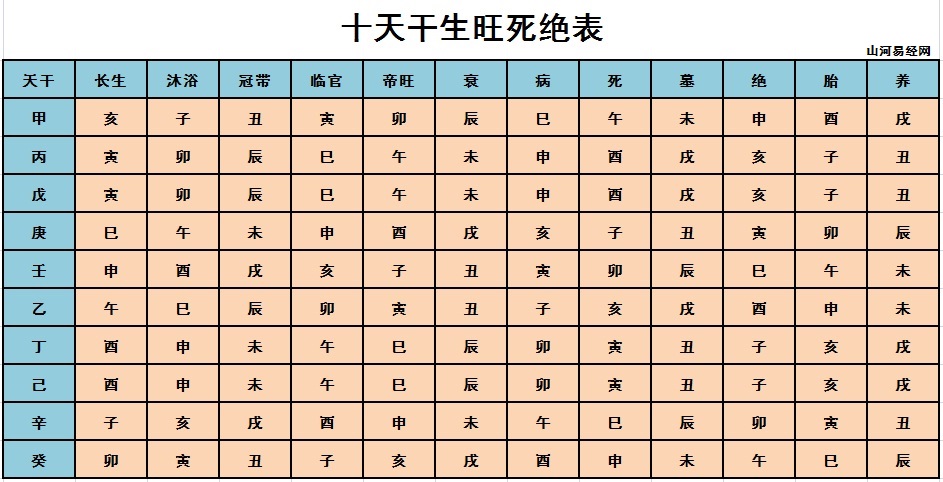 十天干生旺死绝表
山河易经网
天干 长生 沐浴 冠带 临官 帝旺 衰 病 死 墓 绝 胎 养
甲 亥 子 丑 寅 卯 辰 巳 午 未 申 酉 戌
丙 寅 卯 辰 巳 午 未 申 酉 戌 亥 子 丑
戊 寅 卯 辰 巳 午 未 申 酉 戌 亥 子 丑
庚 巳 午 未 申 酉 戌 亥 子 丑 寅 卯 辰
壬 申 酉 戌 亥 子 丑 寅 卯 辰 巳 午 未
乙 午 巳 辰 卯 寅 丑 子 亥 戌 酉 申 未
丁 酉 申 未 午 巳 辰 卯 寅 丑 子 亥 戌
己 酉 申 未 午 巳 辰 卯 寅 丑 子 亥 戌
辛 子 亥 戌 酉 申 未 午 巳 辰 卯 寅 丑
癸 卯 寅 丑 子 亥 戌 酉 申 未 午 巳 辰